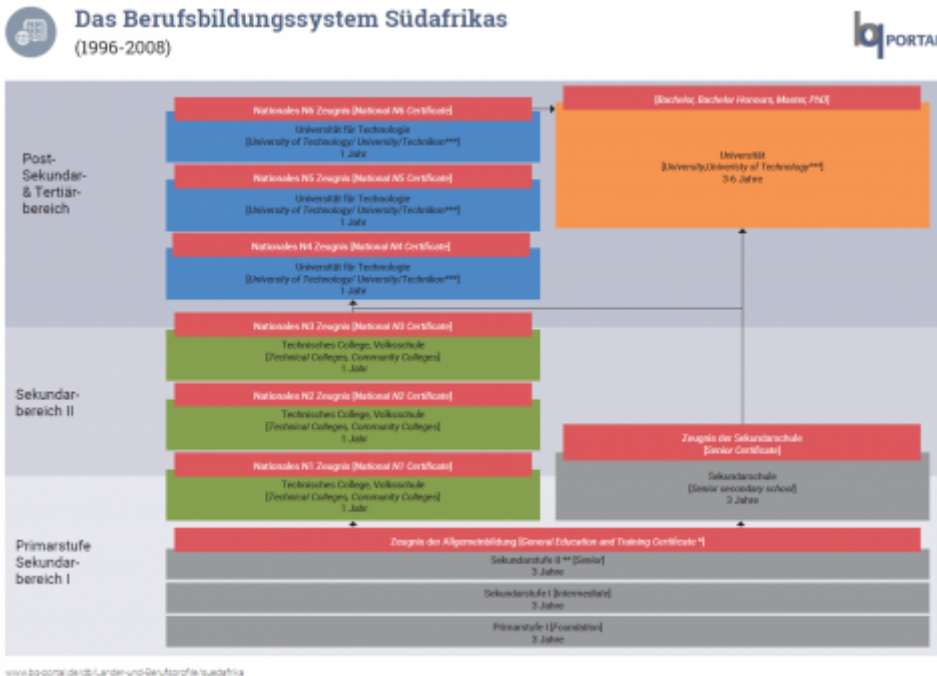 Das Berufsbildungssystem Südafrikas
(1996-2008)
bq PORTAL
Post-
Sekundar-
& Tertiär-
bereich
Nationales N6 Zeugnis [National N6 Certificate]
Universität für Technologie
[University of Technology/ University/Technikon***]
1 Jahr
[Bachelor, Bachelor Honours, Master, PhD]
Universität
[University,Univeristy of Technology***]
3-6 Jahre
Nationales N5 Zeugnis [National N5 Certificate]
Universität für Technologie
[University of Technology/ University/Technikon***]
1 Jahr
Nationales N4 Zeugnis [National N4 Certificate]
Universität für Technologie
[University of Technology/ University/Technikon***]
1 Jahr
Sekundar-
bereich II
Nationales N3 Zeugnis [National N3 Certificate]
Technisches College, Volksschule
[Technical Colleges, Community Colleges]
1 Jahr
Nationales N2 Zeugnis [National N2 Certificate]
Technisches College, Volksschule
[Technical Colleges, Community Colleges]
1 Jahr
Nationales N1 Zeugnis [National N1 Certificate]
Technisches College, Volksschule
[Technical Colleges, Community Colleges]
1 Jahr
Zeugnis der Sekundarschule
[Senior Certificate]
Sekundarschule
[Senior secondary school]
3 Jahre
Primarstufe
Sekundar-
bereich I
Zeugnis der Allgemeinbildung [General Education and Training Certificate *]
Sekundarstufe II ** [Senior]
3 Jahre
Sekundarstufe I [Intermediate]
3 Jahre
Primarstufe I [Foundation]
3 Jahre
www.bq-portal.de/db/Länder-und-Berufsprofile/suedafrika